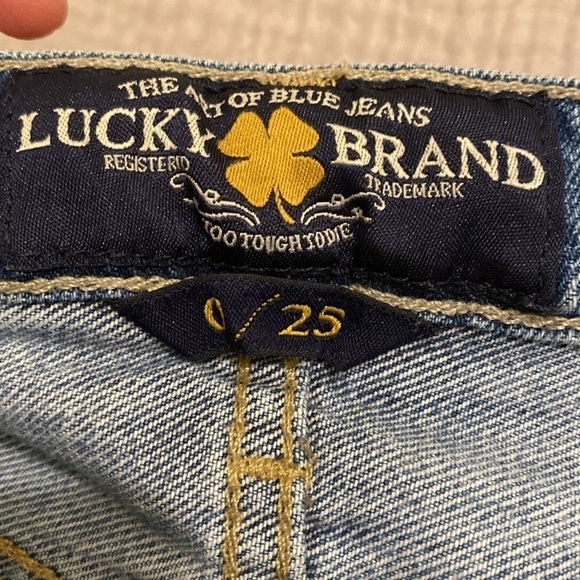 THE A T OF BLUE JEANS
LUCKY BRAND
REGISTERED TRADEMARK
TOO TOUGH TO DIE
0/25